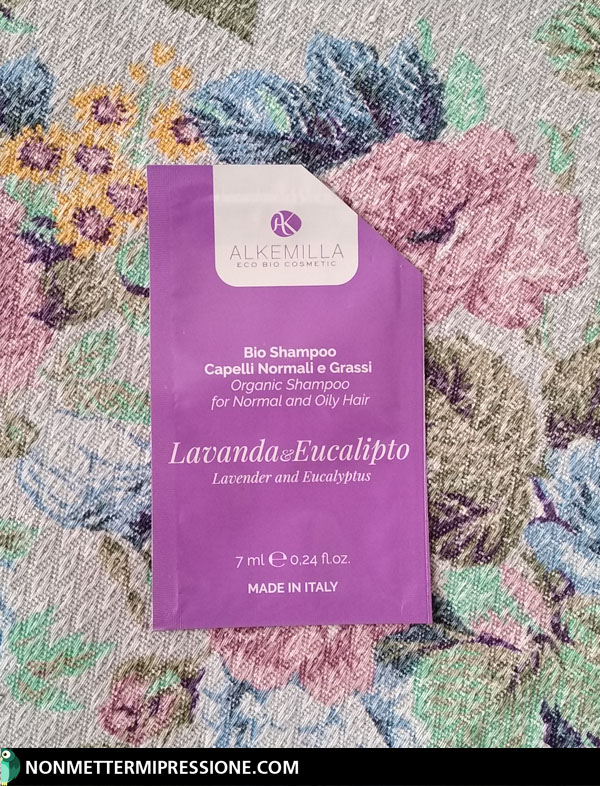 AK
ALKEMILLA
ECO BIO COSMETIC
Bio Shampoo
Capelli Normali e Grassi
Organic Shampoo
for Normal and Oily Hair
Lavanda&Eucalipto
Lavender and Eucalyptus
7 ml ℮ 0,24 fl.oz.
MADE IN ITALY
NONMETTERMIPRESSIONE.COM